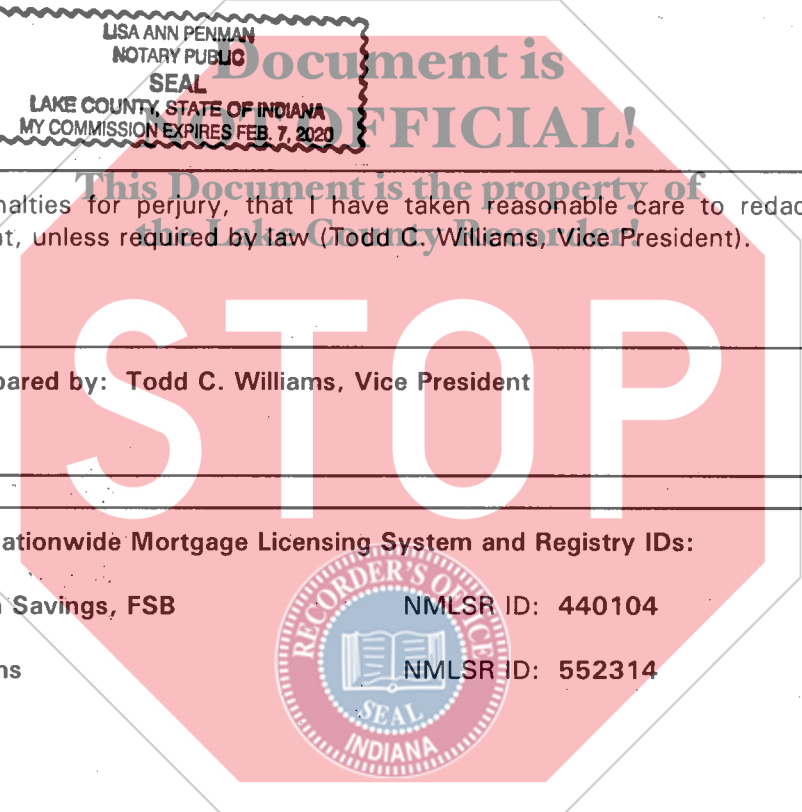 LISA ANN PENMAN
NOTARY PUBLIC
SEAL
LAKE COUNTY, STATE OF INDIANA
MY COMMISSION EXPIRES FEB. 7, 2020
Document is
NOT OFFICIAL!
This Document is the property of
the Lake County Recorder!
nalties for perjury, that I have taken reasonable care to redac
t, unless required by law (Todd C. Williams, Vice President).
STOP
pared by: Todd C. Williams, Vice President
ationwide Mortgage Licensing System and Registry IDs:
Savings, FSB NMLSR ID: 440104
ns NMLSR ID: 552314
RECORDER'S OFFICE
SEAL
INDIANA